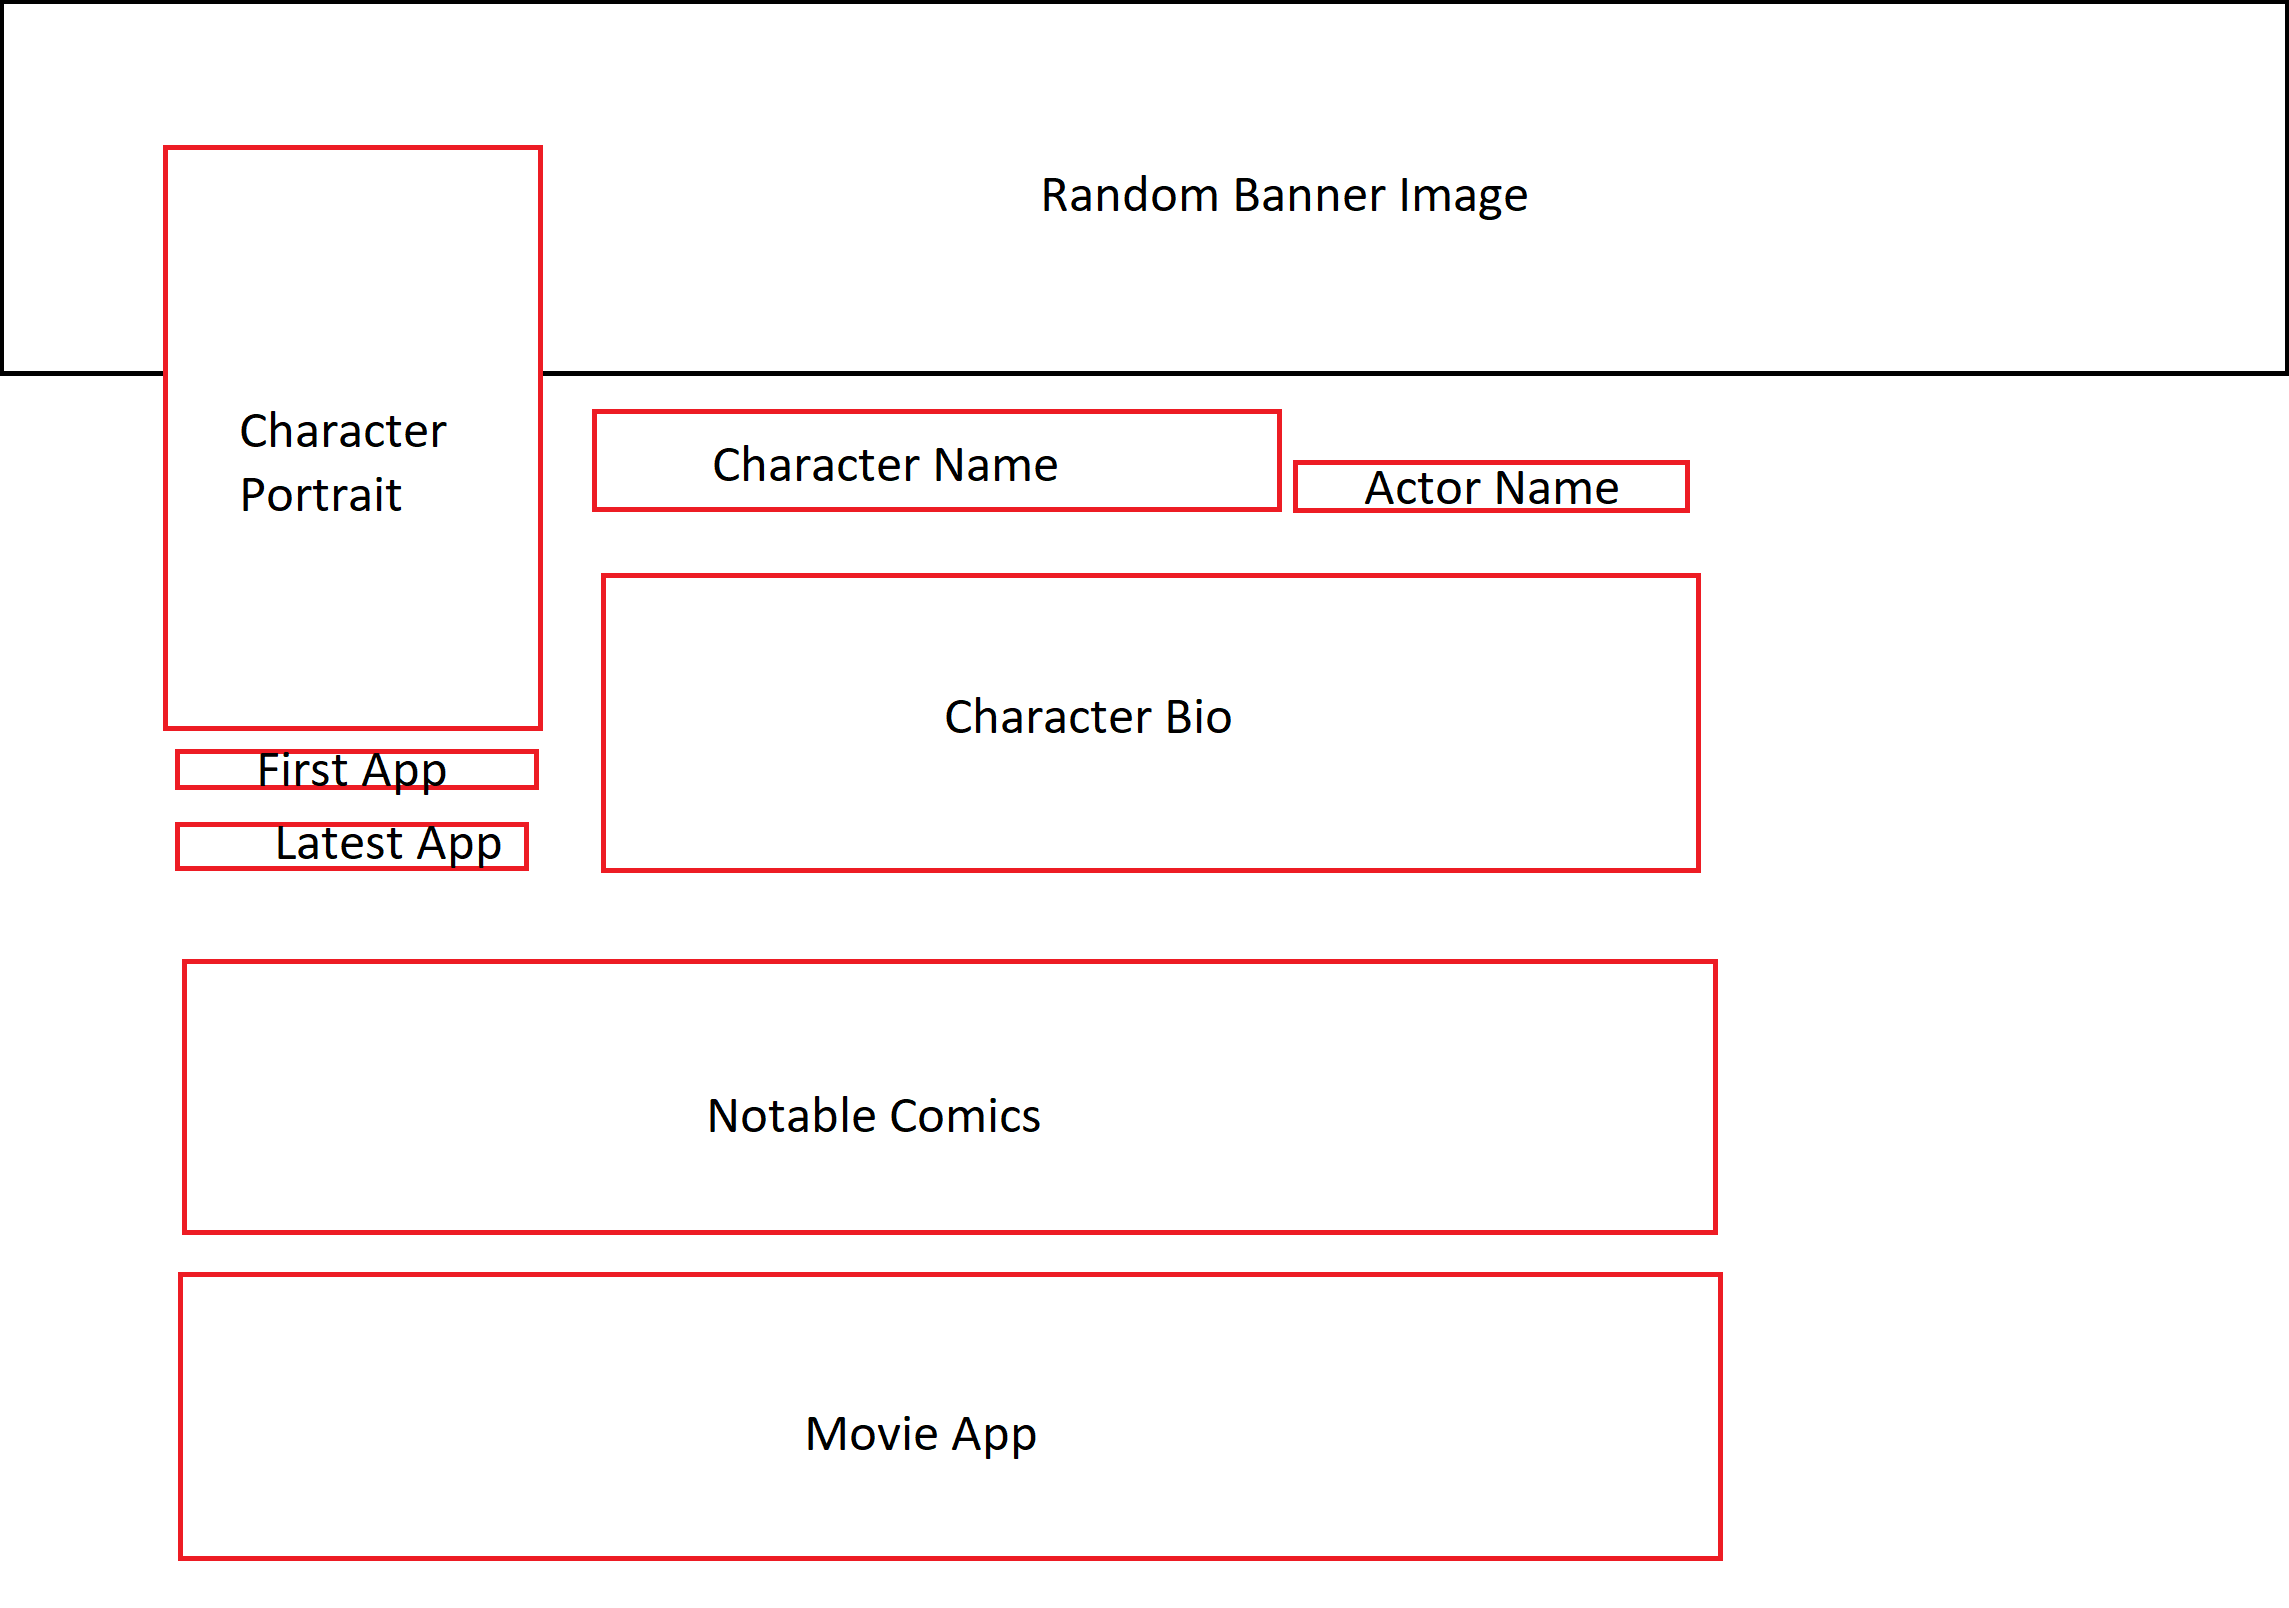 Random Banner Image
Character
Portrait
Character Name
Actor Name
Character Bio
First App
Latest App
Notable Comics
Movie App